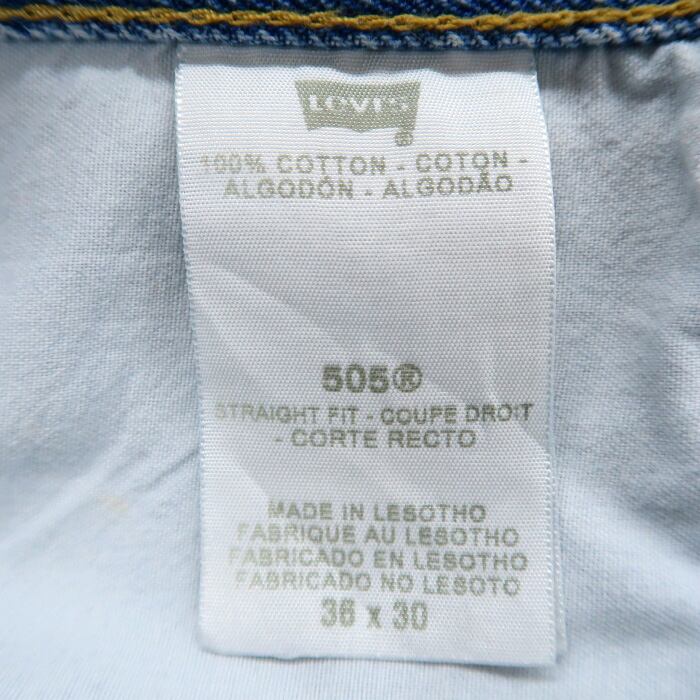 LEVI'S
®
100% COTTON - COTON -
ALGODÓN - ALGODÃO
505®
STRAIGHT FIT - COUPE DROIT
- CORTE RECTO
MADE IN LESOTHO
FABRIQUE AU LESOTHO
FABRICADO EN LESOTHO
FABRICADO NO LESOTO
36 x 30